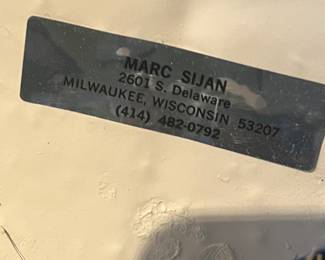 MARC SIJAN
2601 S. Delaware
MILWAUKEE, WISCONSIN 53207
(414) 482-0792